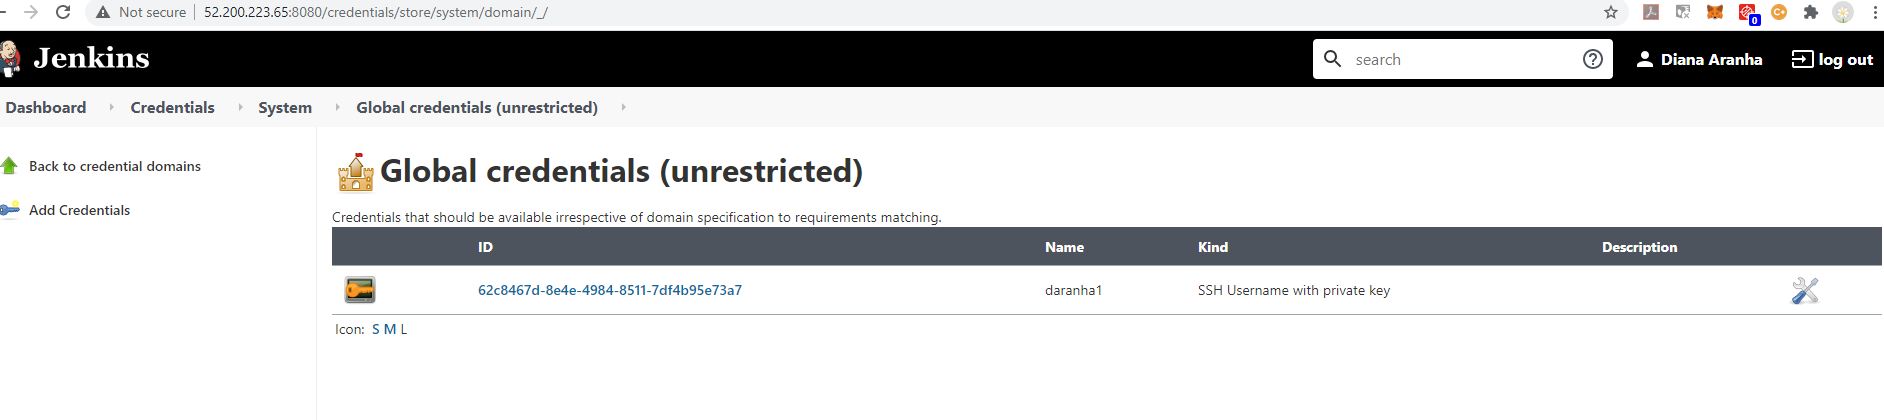 Not secure | 52.200.223.65:8080/credentials/store/system/domain/_/
0
Jenkins
search
Diana Aranha
log out
Dashboard
Credentials
System
Global credentials (unrestricted)
Back to credential domains
Add Credentials
Global credentials (unrestricted)
Credentials that should be available irrespective of domain specification to requirements matching.
ID Name Kind Description
62c8467d-8e4e-4984-8511-7df4b95e73a7 daranha1 SSH Username with private key
Icon: S M L